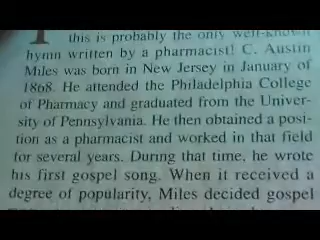 this is probably the only well-known
hymn written by a pharmacist! C. Austin
Miles was born in New Jersey in January of
1868. He attended the Philadelphia College
of Pharmacy and graduated from the Univer-
sity of Pennsylvania. He then obtained a posi-
tion as a pharmacist and worked in that field
for several years. During that time, he wrote
his first gospel song. When it received a
degree of popularity, Miles decided gospel